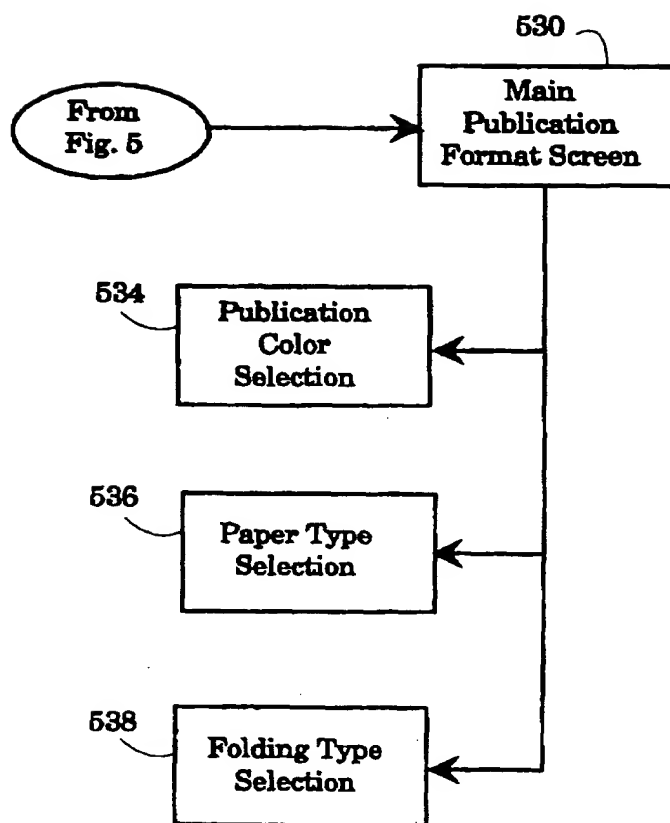 530
From
Fig. 5
Main
Publication
Format Screen
534
Publication
Color
Selection
536
Paper Type
Selection
538
Folding Type
Selection